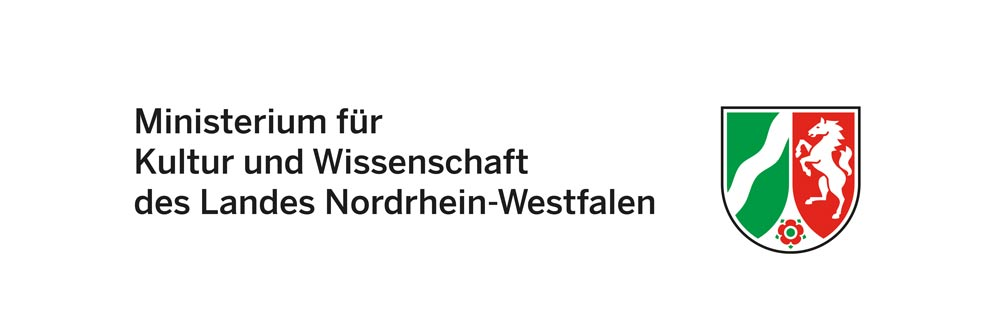 Ministerium für
Kultur und Wissenschaft
des Landes Nordrhein-Westfalen